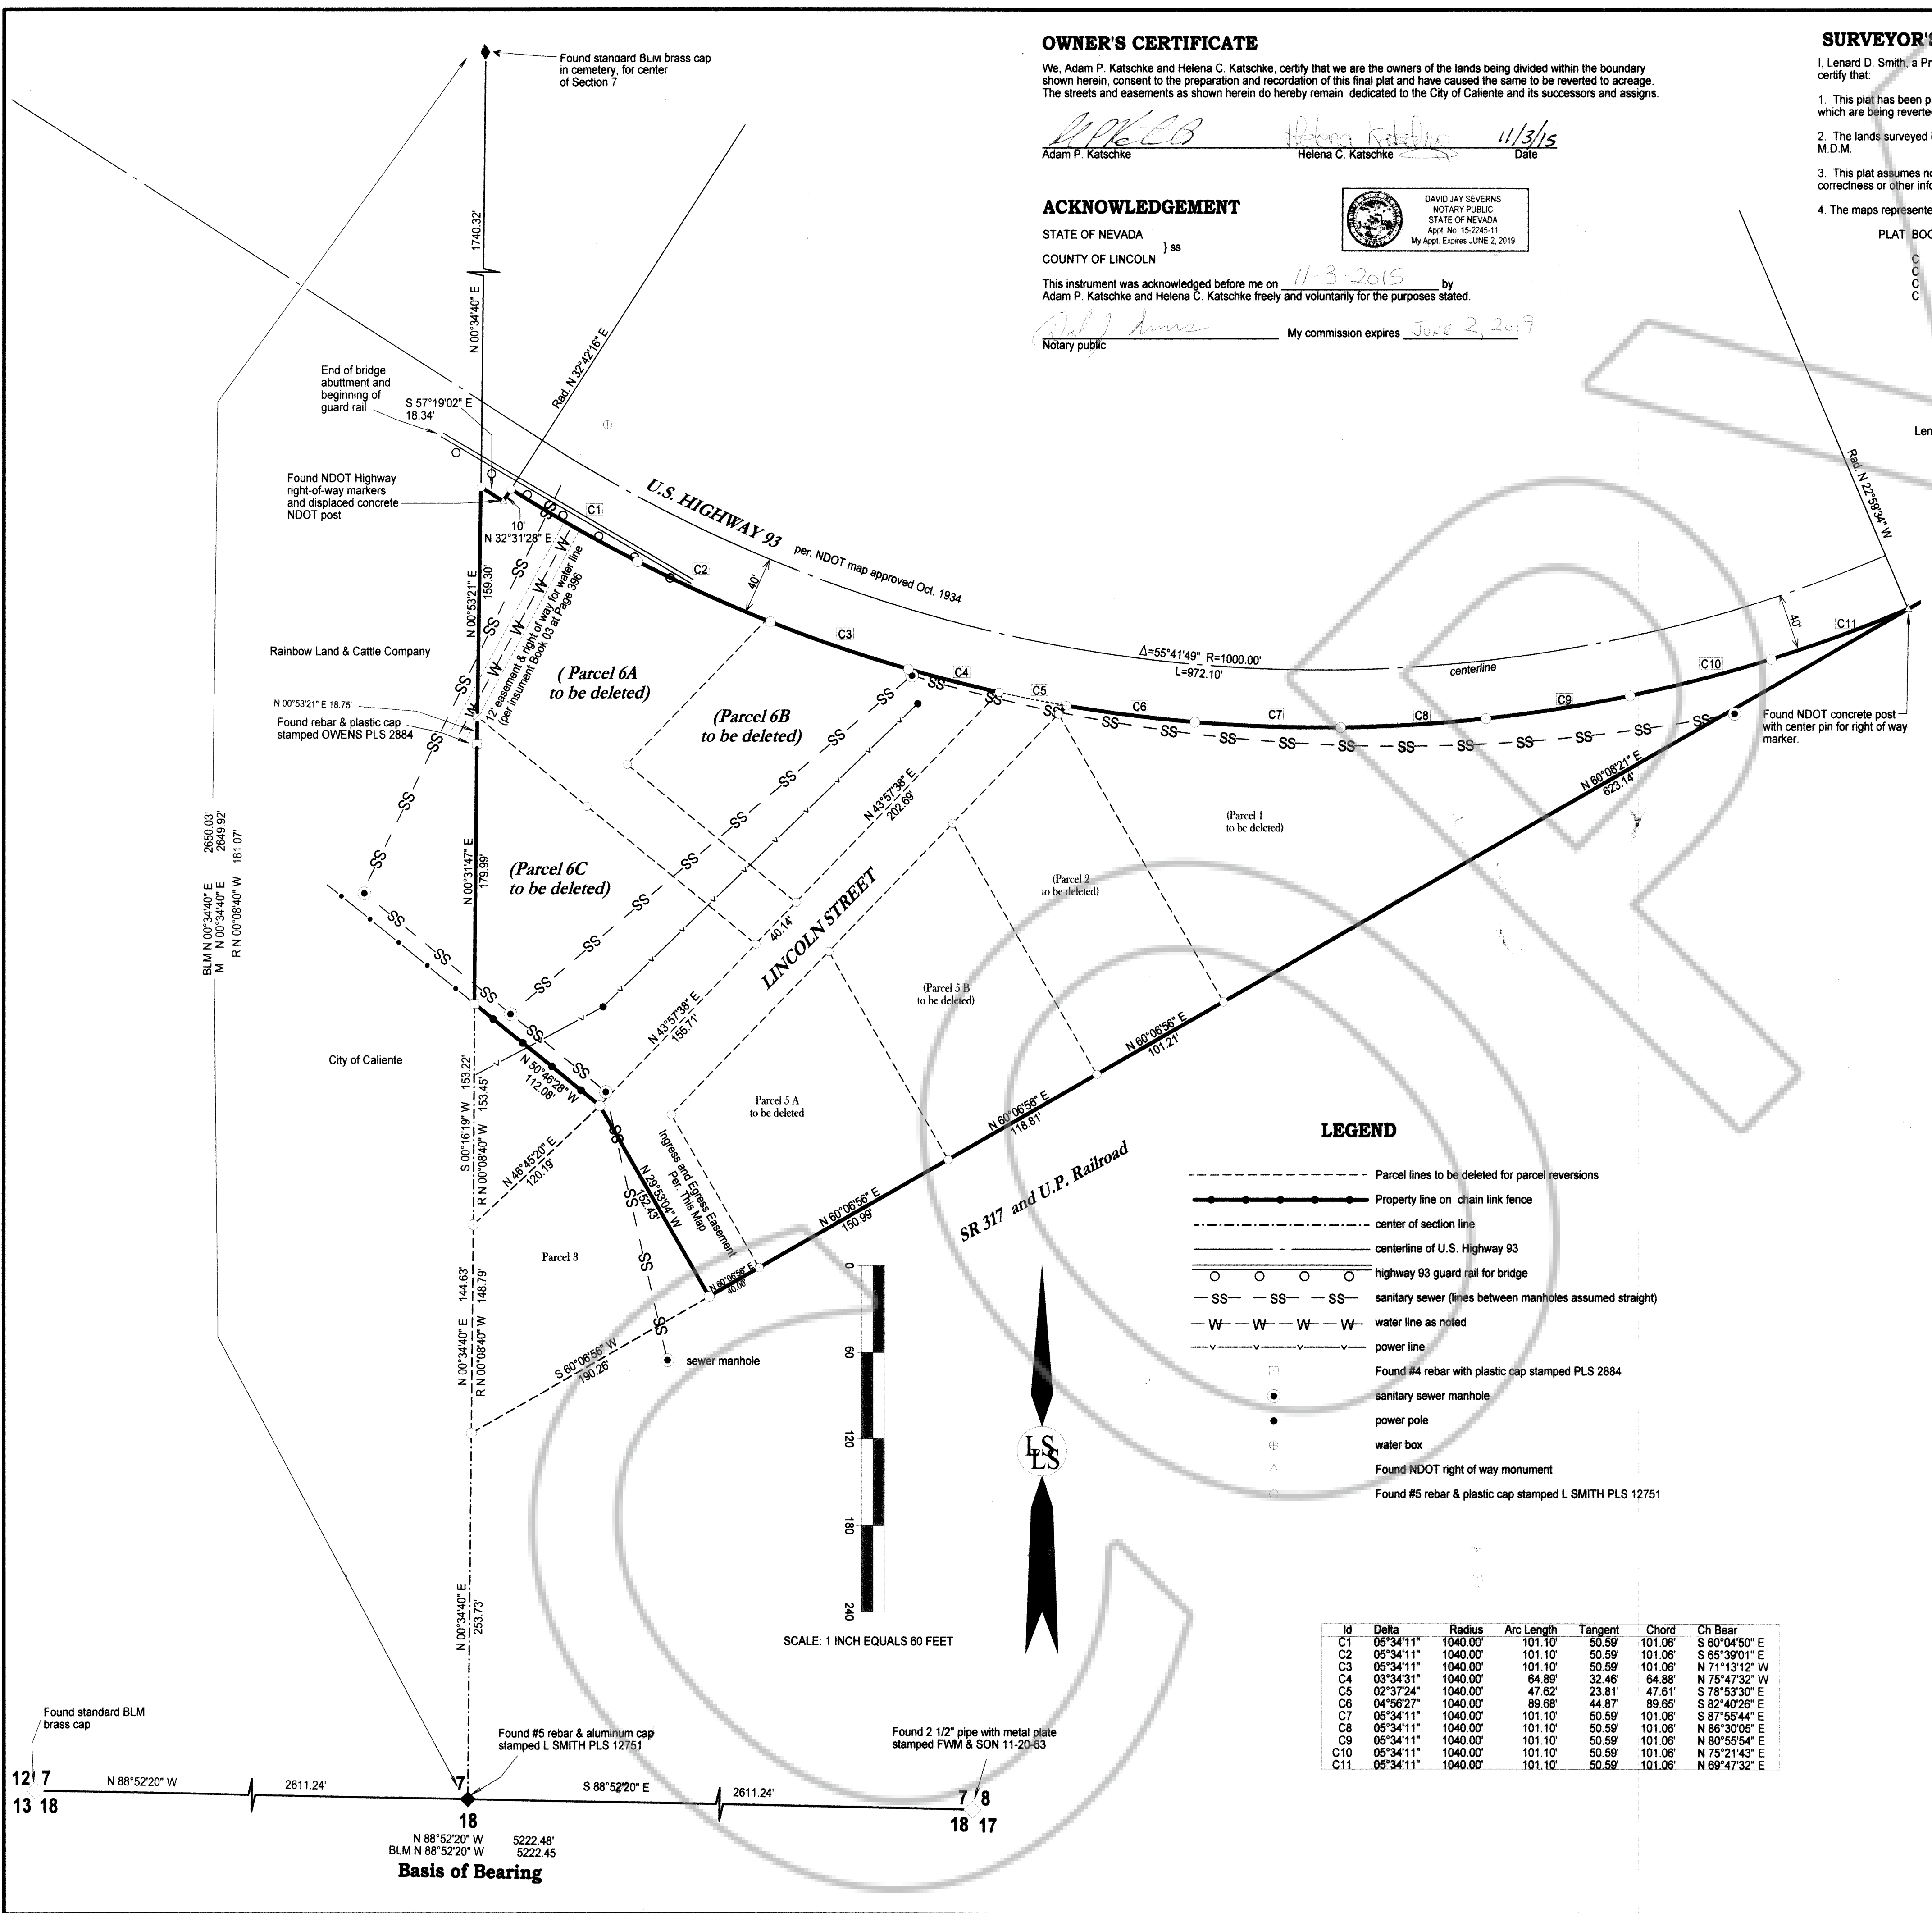 OWNER'S CERTIFICATE
We, Adam P. Katschke and Helena C. Katschke, certify that we are the owners of the lands being divided within the boundary
shown herein, consent to the preparation and recordation of this final plat and have caused the same to be reverted to acreage.
The streets and easements as shown herein do hereby remain dedicated to the City of Caliente and its successors and assigns.
11/3/15
Adam P. Katschke
Helena C. Katschke
Date
ACKNOWLEDGEMENT
STATE OF NEVADA
} ss
COUNTY OF LINCOLN
DAVID JAY SEVERNS
NOTARY PUBLIC
STATE OF NEVADA
Appt. No. 15-2245-11
My Appt. Expires JUNE 2, 2019
This instrument was acknowledged before me on 11-3-2015 by
Adam P. Katschke and Helena C. Katschke freely and voluntarily for the purposes stated.
My commission expires JUNE 2, 2019
Notary public
SURVEYOR'S
I, Lenard D. Smith, a Pr
certify that:
1. This plat has been p
which are being reverte
2. The lands surveyed
M.D.M.
3. This plat assumes no
correctness or other info
4. The maps represente
PLAT BOO
C
C
C
C
Len
Found stanard BLM brass cap
in cemetery, for center
of Section 7
1740.32'
N 00°34'40" E
Rad. N 32°42'16" E
End of bridge
abuttment and
beginning of
guard rail
S 57°19'02" E
18.34'
Found NDOT Highway
right-of-way markers
and displaced concrete
NDOT post
10'
N 32°31'28" E
C1
C2
U.S. HIGHWAY 93
per. NDOT map approved Oct. 1934
40'
N 00°53'21" E
159.30'
12' easement & right of way for water line
(per insument Book 03 at Page 396
Rainbow Land & Cattle Company
N 00°53'21" E 18.75'
Found rebar & plastic cap
stamped OWENS PLS 2884
( Parcel 6A
to be deleted)
(Parcel 6B
to be deleted)
(Parcel 6C
to be deleted)
C3
C4
C5
C6
C7
C8
C9
C10
C11
Δ=55°41'49" R=1000.00'
L=972.10'
centerline
40'
Rad. N 22°59'34" W
Found NDOT concrete post
with center pin for right of way
marker.
N 60°08'21" E
623.14'
N 43°57'38" E
202.69'
(Parcel 1
to be deleted)
(Parcel 2
to be deleted)
LINCOLN STREET
40.14'
N 43°57'38" E
155.71'
(Parcel 5 B
to be deleted)
Parcel 5 A
to be deleted
N 60°06'56" E
101.21'
N 60°06'56" E
118.81'
N 60°06'56" E
150.99'
N 60°06'56" E
40.00'
SR 317 and U.P. Railroad
N 00°31'47" E
179.99'
BLM N 00°34'40" E 2650.03'
M N 00°34'40" E 2649.92'
R N 00°08'40" W 181.07'
City of Caliente
N 50°46'28" W
112.08'
S 00°16'19" W 153.22'
R N 00°08'40" W 153.45'
N 46°45'20" E
120.19'
N 29°53'04" W
152.43'
Ingress and Egress Easement
Per. This Map
Parcel 3
N 00°34'40" E 144.63'
R N 00°08'40" W 148.79'
S 60°06'56" W
190.26'
sewer manhole
N 00°34'40" E
253.73'
0
60
120
180
240
SCALE: 1 INCH EQUALS 60 FEET
LS
LS
LEGEND
Parcel lines to be deleted for parcel reversions
Property line on chain link fence
center of section line
centerline of U.S. Highway 93
highway 93 guard rail for bridge
SS SS SS sanitary sewer (lines between manholes assumed straight)
W W W W water line as noted
v v v v power line
Found #4 rebar with plastic cap stamped PLS 2884
sanitary sewer manhole
power pole
water box
Found NDOT right of way monument
Found #5 rebar & plastic cap stamped L SMITH PLS 12751
Id Delta Radius Arc Length Tangent Chord Ch Bear
C1 05°34'11" 1040.00' 101.10' 50.59' 101.06' S 60°04'50" E
C2 05°34'11" 1040.00' 101.10' 50.59' 101.06' S 65°39'01" E
C3 05°34'11" 1040.00' 101.10' 50.59' 101.06' N 71°13'12" W
C4 03°34'31" 1040.00' 64.89' 32.46' 64.88' N 75°47'32" W
C5 02°37'24" 1040.00' 47.62' 23.81' 47.61' S 78°53'30" E
C6 04°56'27" 1040.00' 89.68' 44.87' 89.65' S 82°40'26" E
C7 05°34'11" 1040.00' 101.10' 50.59' 101.06' S 87°55'44" E
C8 05°34'11" 1040.00' 101.10' 50.59' 101.06' N 86°30'05" E
C9 05°34'11" 1040.00' 101.10' 50.59' 101.06' N 80°55'54" E
C10 05°34'11" 1040.00' 101.10' 50.59' 101.06' N 75°21'43" E
C11 05°34'11" 1040.00' 101.10' 50.59' 101.06' N 69°47'32" E
Found standard BLM
brass cap
Found #5 rebar & aluminum cap
stamped L SMITH PLS 12751
Found 2 1/2" pipe with metal plate
stamped FWM & SON 11-20-63
12 7
13 18
N 88°52'20" W
2611.24'
7
18
S 88°52'20" E
2611.24'
7 8
18 17
N 88°52'20" W 5222.48'
BLM N 88°52'20" W 5222.45
Basis of Bearing